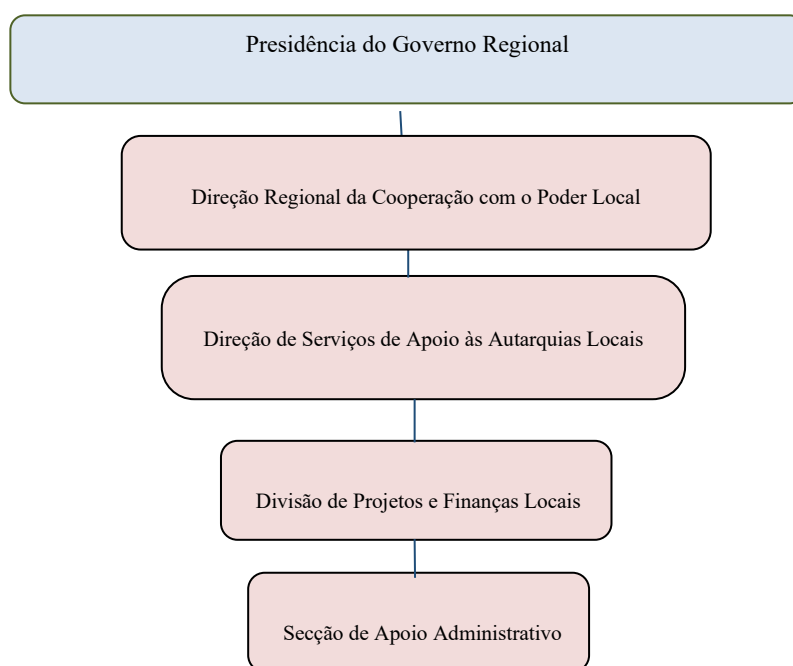 Presidência do Governo Regional
Direção Regional da Cooperação com o Poder Local
Direção de Serviços de Apoio às Autarquias Locais
Divisão de Projetos e Finanças Locais
Secção de Apoio Administrativo